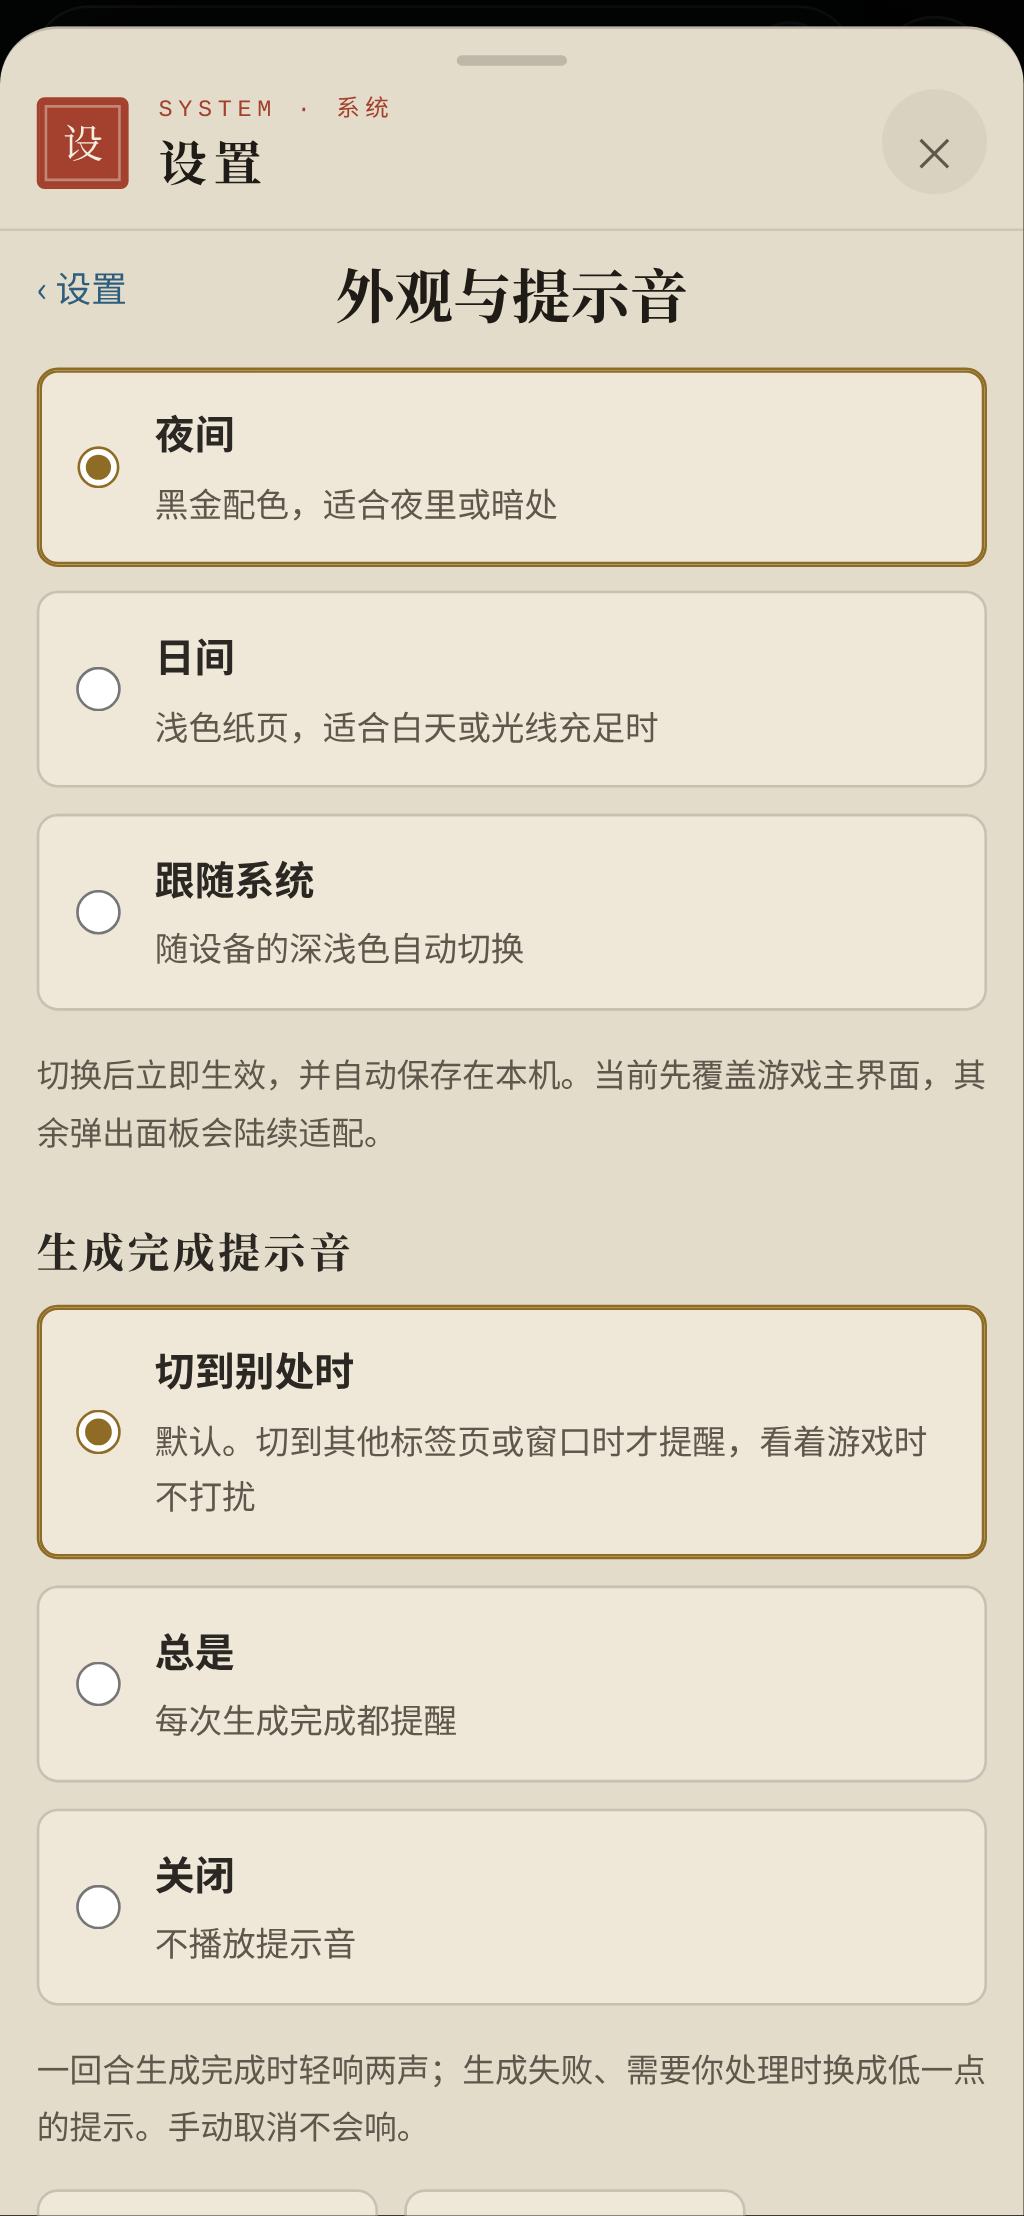 设
SYSTEM · 系统
设置
‹ 设置
外观与提示音
夜间
黑金配色，适合夜里或暗处
日间
浅色纸页，适合白天或光线充足时
跟随系统
随设备的深浅色自动切换
切换后立即生效，并自动保存在本机。当前先覆盖游戏主界面，其
余弹出面板会陆续适配。
生成完成提示音
切到别处时
默认。切到其他标签页或窗口时才提醒，看着游戏时
不打扰
总是
每次生成完成都提醒
关闭
不播放提示音
一回合生成完成时轻响两声；生成失败、需要你处理时换成低一点
的提示。手动取消不会响。